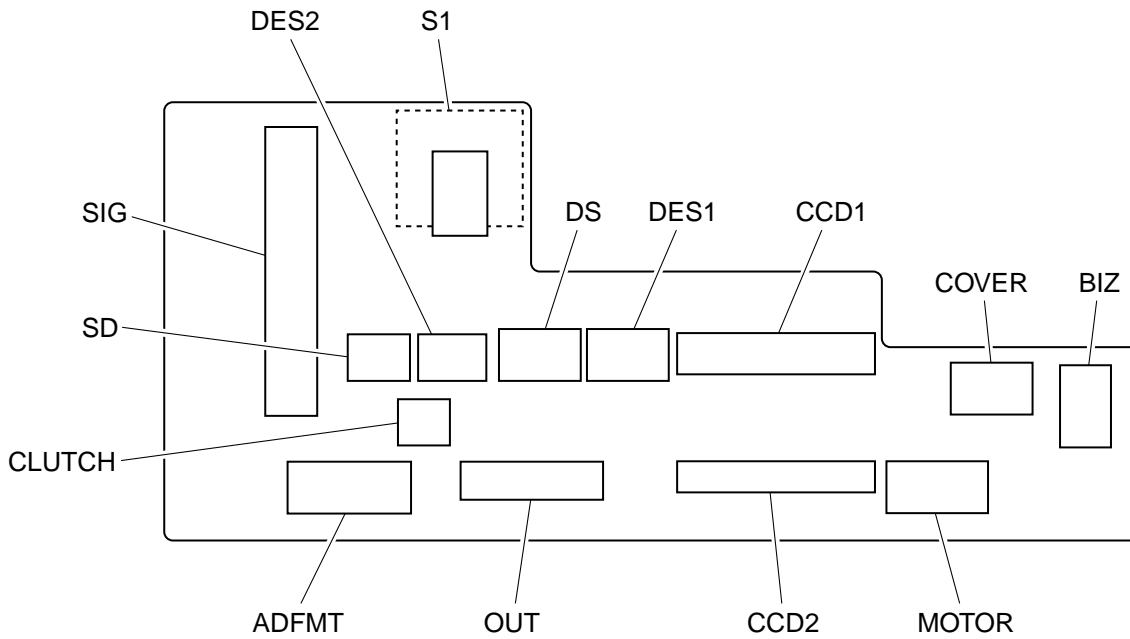 DES2
S1
SIG
DS
DES1
CCD1
COVER
BIZ
SD
CLUTCH
ADFMT
OUT
CCD2
MOTOR